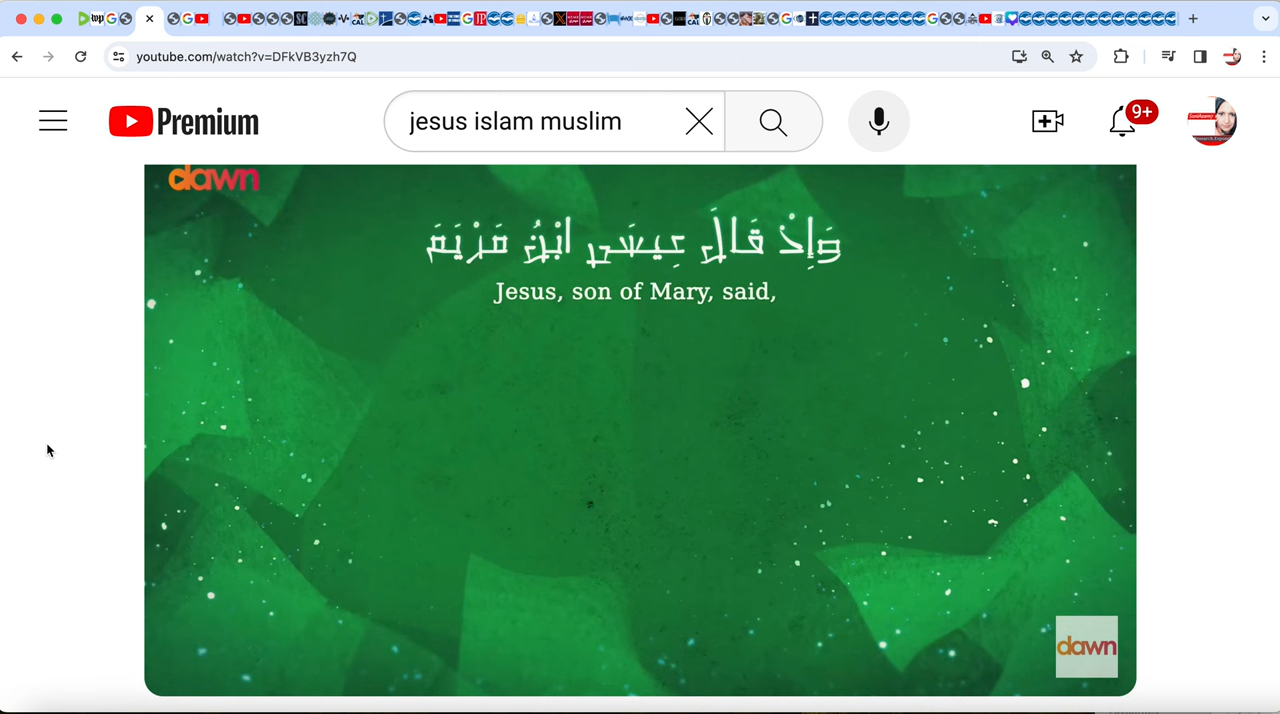 youtube.com/watch?v=DFkVB3yzh7Q
Premium
jesus islam muslim
9+
dawn
وَإِذْ قَالَ عِيسَى ابْنُ مَرْيَمَ
Jesus, son of Mary, said,
dawn